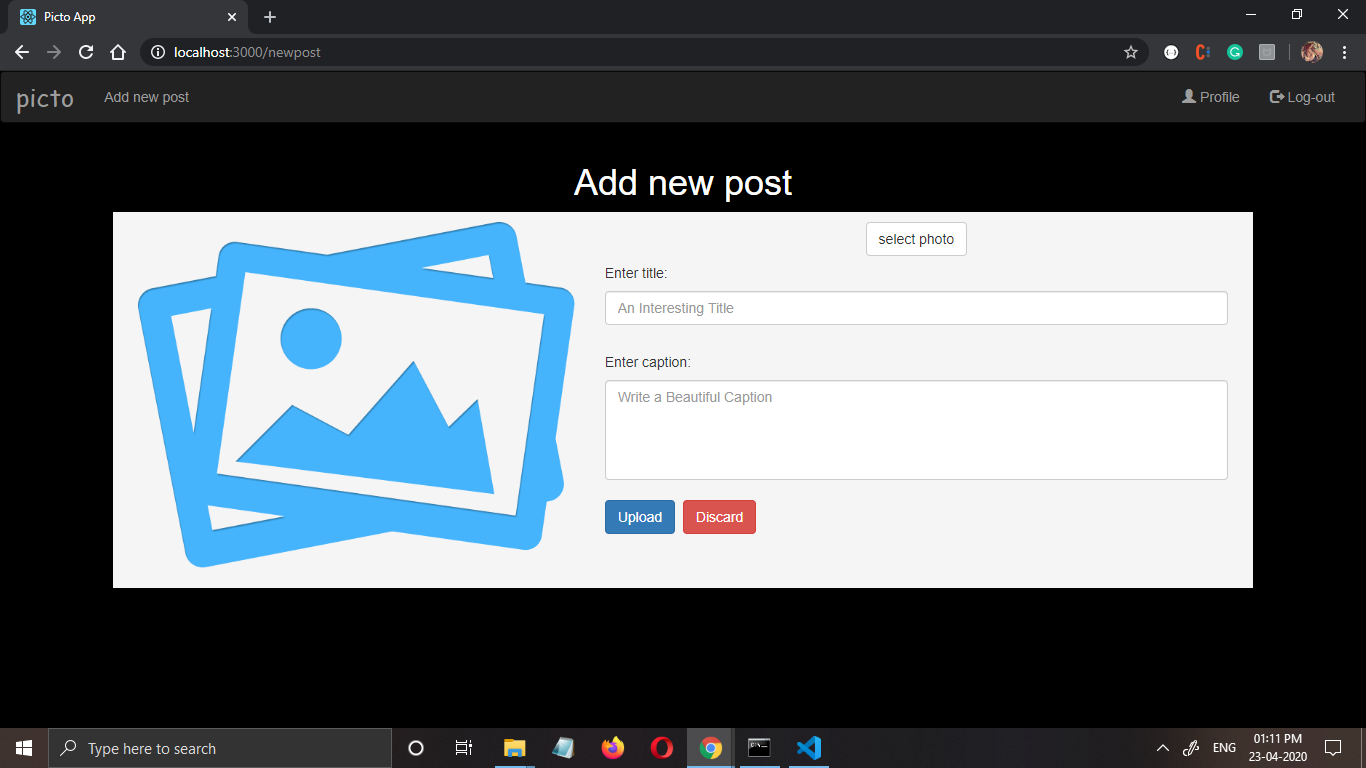 Picto App
localhost:3000/newpost
picto Add new post Profile Log-out
Add new post
select photo
Enter title:
An Interesting Title
Enter caption:
Write a Beautiful Caption
Upload Discard
Type here to search
ENG
01:11 PM
23-04-2020